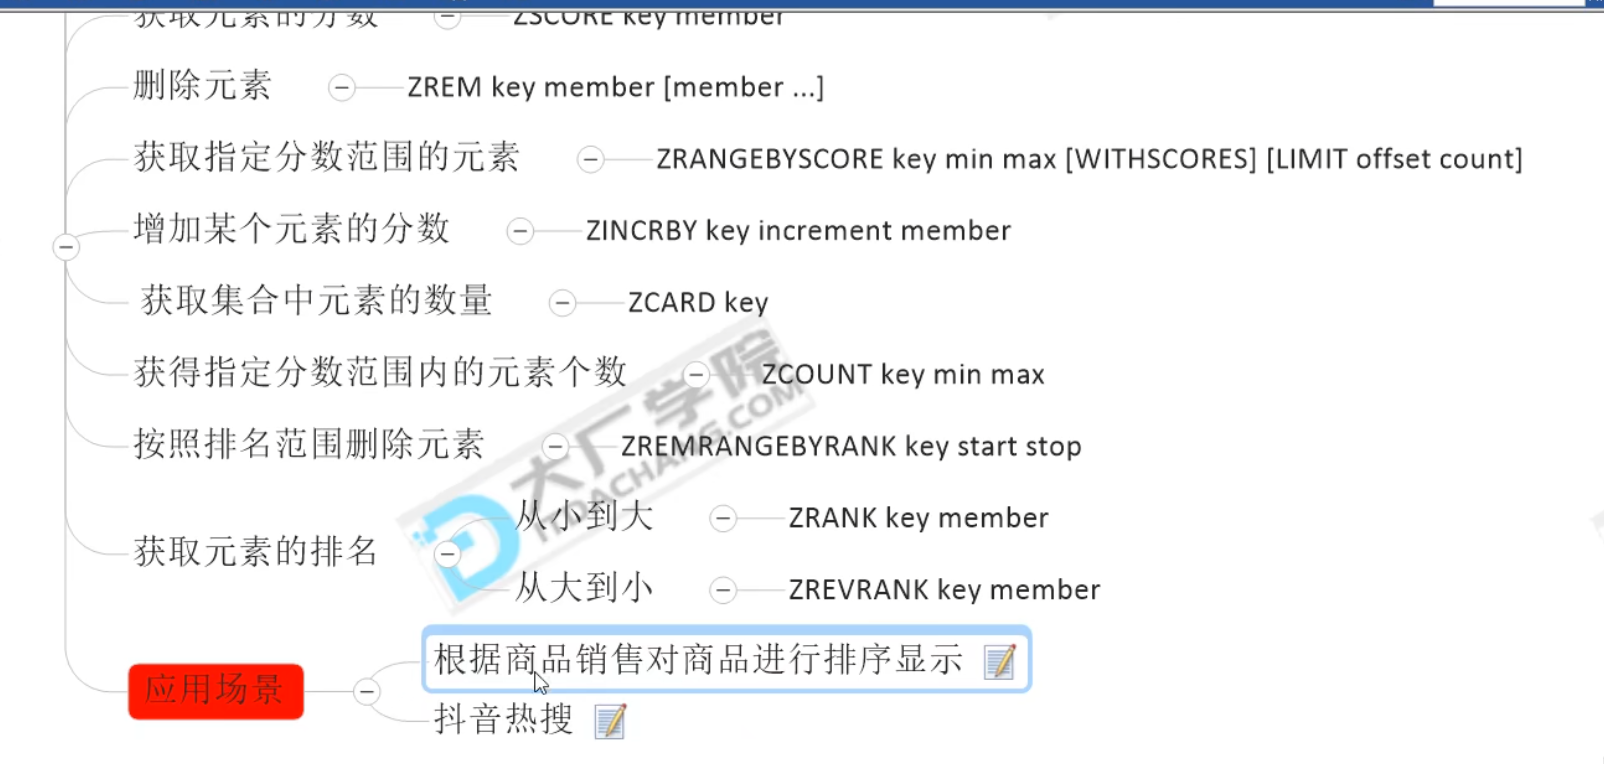 获取元素的分数 ZSCORE key member
删除元素 ZREM key member [member ...]
获取指定分数范围的元素 ZRANGEBYSCORE key min max [WITHSCORES] [LIMIT offset count]
增加某个元素的分数 ZINCRBY key increment member
获取集合中元素的数量 ZCARD key
获得指定分数范围内的元素个数 ZCOUNT key min max
按照排名范围删除元素 ZREMRANGEBYRANK key start stop
获取元素的排名
从小到大 ZRANK key member
从大到小 ZREVRANK key member
应用场景
根据商品销售对商品进行排序显示
抖音热搜
大厂学院
ITDACHANG.COM